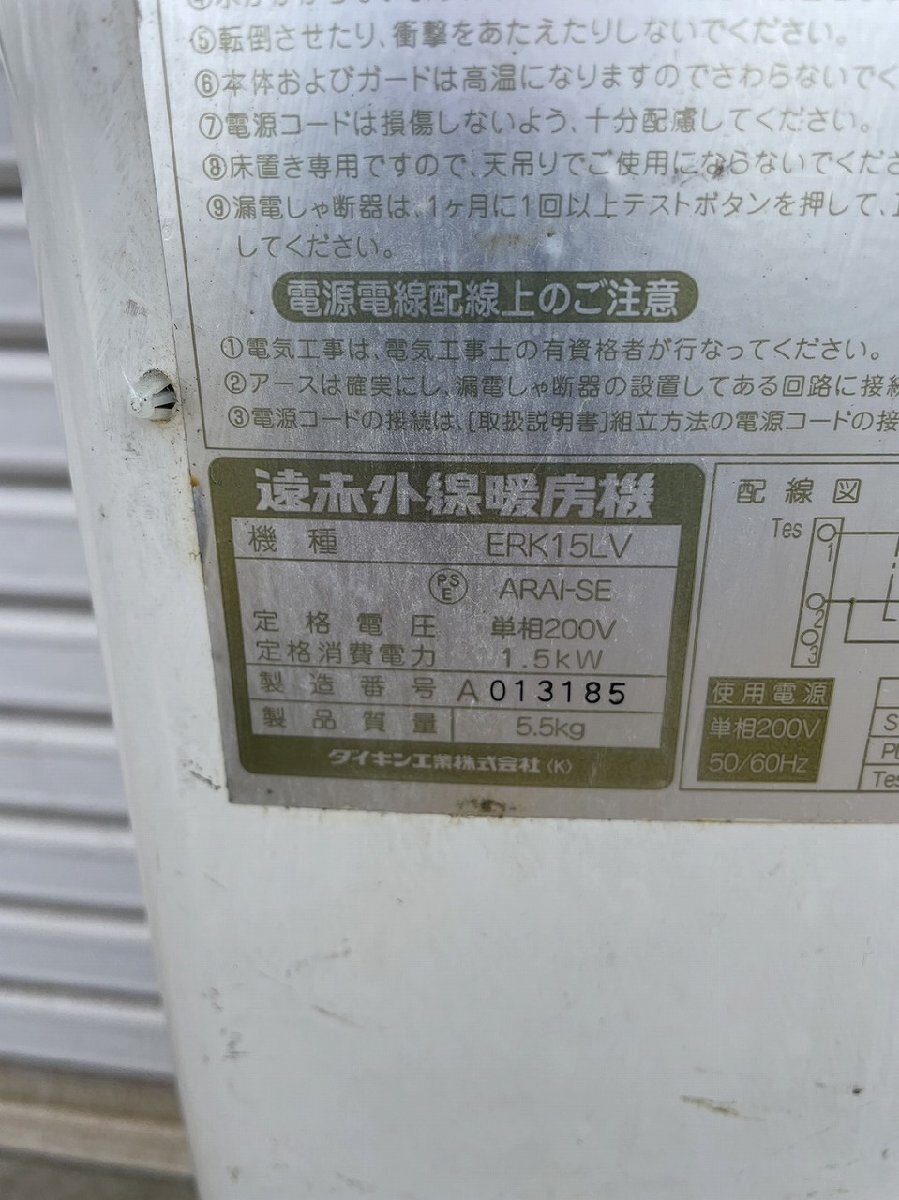 ⑤転倒させたり、衝撃をあたえたりしないでください。
⑥本体およびガードは高温になりますのでさわらないでく
⑦電源コードは損傷しないよう、十分配慮してください。
⑧床置き専用ですので、天吊りでご使用にならないでくださ
⑨漏電しゃ断器は、1ヶ月に1回以上テストボタンを押して、
してください。
電源電線配線上のご注意
①電気工事は、電気工事士の有資格者が行なってください。
②アースは確実にし、漏電しゃ断器の設置してある回路に接続
③電源コードの接続は、[取扱説明書]組立方法の電源コードの接
遠赤外線暖房機
機種 ERK15LV
PSE ARAI-SE
定格電圧 単相200V
定格消費電力 1.5kW
製造番号 A 013185
製品質量 5.5kg
ダイキン工業株式会社〈K〉
配線図
Tes
1
2
3
使用電源
単相200V
50/60Hz
S
Tes